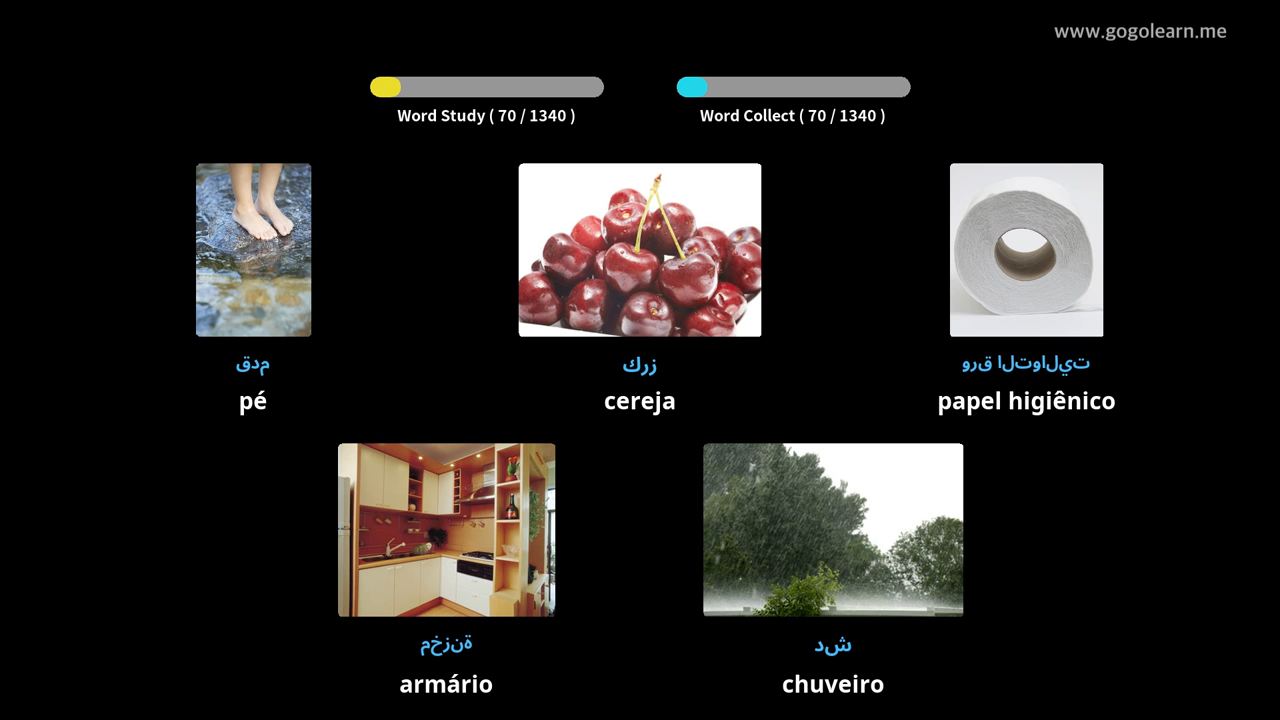 www.gogolearn.me
Word Study ( 70 / 1340 )
Word Collect ( 70 / 1340 )
قدم
pé
كرز
cereja
ورق التواليت
papel higiênico
مخزنة
armário
دش
chuveiro